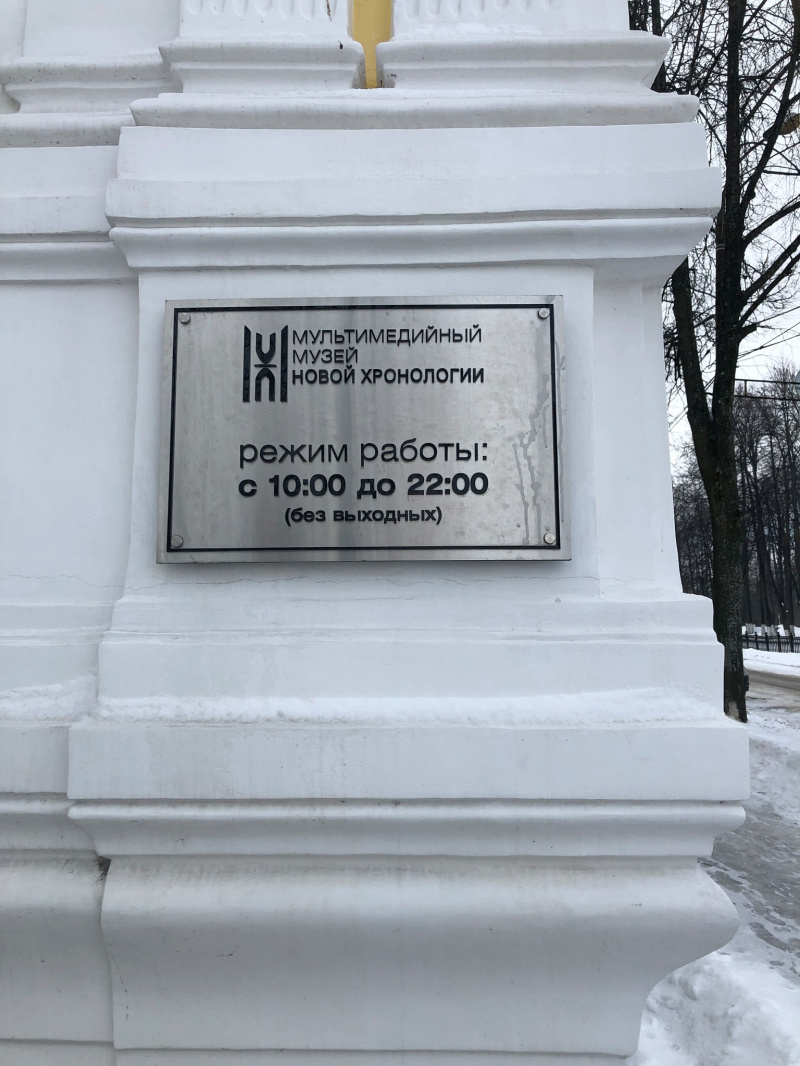 МУЛЬТИМЕДИЙНЫЙ
МУЗЕЙ
НОВОЙ ХРОНОЛОГИИ
режим работы:
с 10:00 до 22:00
(без выходных)